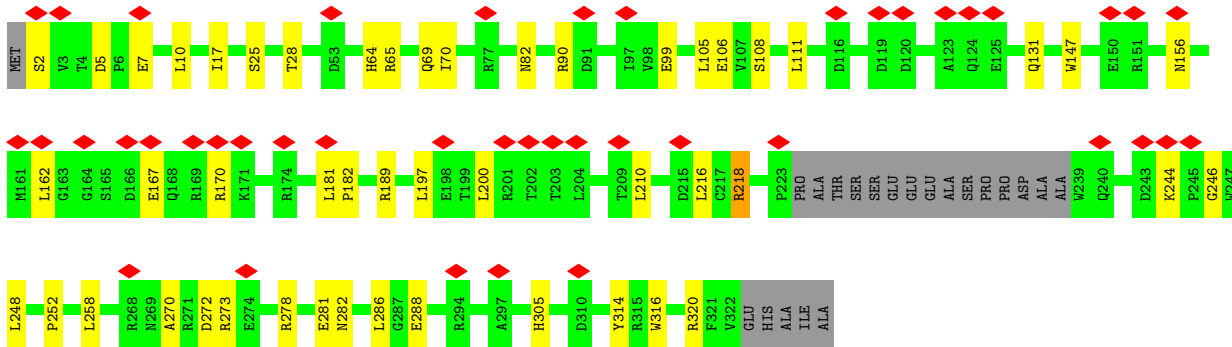 MET S2 V3 T4 D5 P6 E7 L10 I17 S25 T28 D53 H64 R65 Q69 I70 R77 N82 R90 D91 I97 V98 E99 L105 E106 V107 S108 L111 D116 D119 D120 A123 Q124 E125 Q131 W147 E150 R151 N156
M161 L162 G163 G164 S165 D166 E167 Q168 R169 R170 K171 R174 L181 P182 R189 L197 E198 T199 L200 R201 T202 T203 L204 T209 L210 D215 L216 C217 R218 P223 PRO ALA THR SER SER GLU GLU GLU ALA SER PRO PRO ASP ALA ALA W239 Q240 D243 K244 P245 G246 W247
L248 P252 L258 R268 N269 A270 R271 D272 R273 E274 R278 E281 N282 L286 G287 E288 R294 A297 H305 D310 Y314 R315 W316 R320 F321 V322 GLU HIS ALA ILE ALA